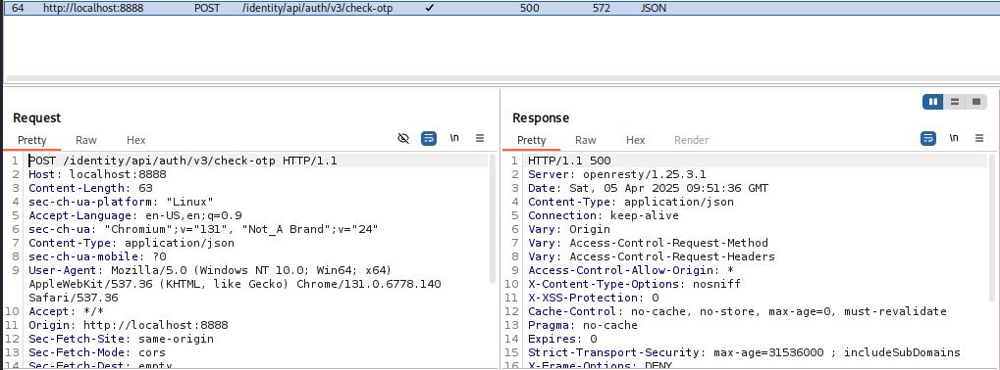 64 http://localhost:8888 POST /identity/api/auth/v3/check-otp ✓ 500 572 JSON
Request
Pretty Raw Hex \n
1 POST /identity/api/auth/v3/check-otp HTTP/1.1
2 Host: localhost:8888
3 Content-Length: 63
4 sec-ch-ua-platform: "Linux"
5 Accept-Language: en-US,en;q=0.9
6 sec-ch-ua: "Chromium";v="131", "Not_A Brand";v="24"
7 Content-Type: application/json
8 sec-ch-ua-mobile: ?0
9 User-Agent: Mozilla/5.0 (Windows NT 10.0; Win64; x64)
AppleWebKit/537.36 (KHTML, like Gecko) Chrome/131.0.6778.140
Safari/537.36
10 Accept: */*
11 Origin: http://localhost:8888
12 Sec-Fetch-Site: same-origin
13 Sec-Fetch-Mode: cors
14 Sec-Fetch-Dest: empty
Response
Pretty Raw Hex Render \n
1 HTTP/1.1 500
2 Server: openresty/1.25.3.1
3 Date: Sat, 05 Apr 2025 09:51:36 GMT
4 Content-Type: application/json
5 Connection: keep-alive
6 Vary: Origin
7 Vary: Access-Control-Request-Method
8 Vary: Access-Control-Request-Headers
9 Access-Control-Allow-Origin: *
10 X-Content-Type-Options: nosniff
11 X-XSS-Protection: 0
12 Cache-Control: no-cache, no-store, max-age=0, must-revalidate
13 Pragma: no-cache
14 Expires: 0
15 Strict-Transport-Security: max-age=31536000 ; includeSubDomains
16 X-Frame-Options: DENY